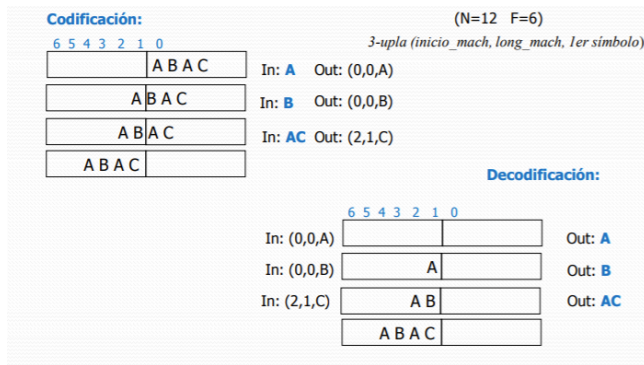 Codificación:
(N=12 F=6)
6 5 4 3 2 1 0
3-upla (inicio_mach, long_mach, 1er símbolo)
A B A C In: A Out: (0,0,A)
A B A C In: B Out: (0,0,B)
A B A C In: AC Out: (2,1,C)
A B A C
Decodificación:
6 5 4 3 2 1 0
In: (0,0,A) Out: A
In: (0,0,B) A Out: B
In: (2,1,C) A B Out: AC
A B A C